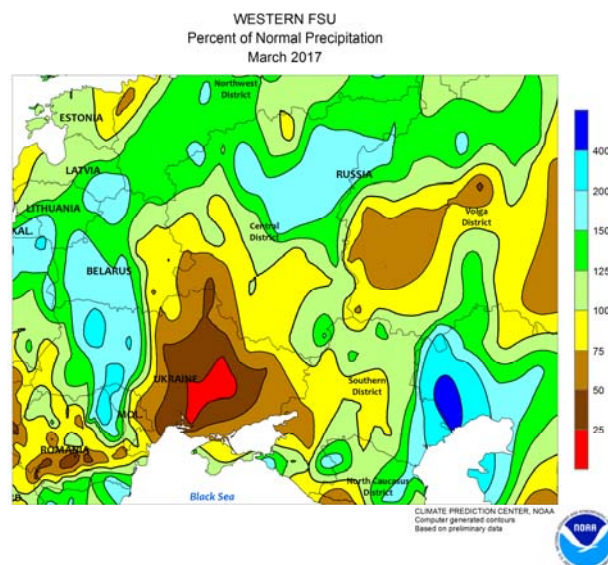 WESTERN FSU
Percent of Normal Precipitation
March 2017
Northwest
District
ESTONIA
LATVIA
RUSSIA
LITHUANIA
Volga
District
KAL.
Central
District
BELARUS
UKRAINE
Southern
District
MOL.
ROMANIA
North Caucasus
District
Black Sea
400
200
150
100
75
50
25
CLIMATE PREDICTION CENTER, NOAA
Computer generated contours
Based on preliminary data
NOAA